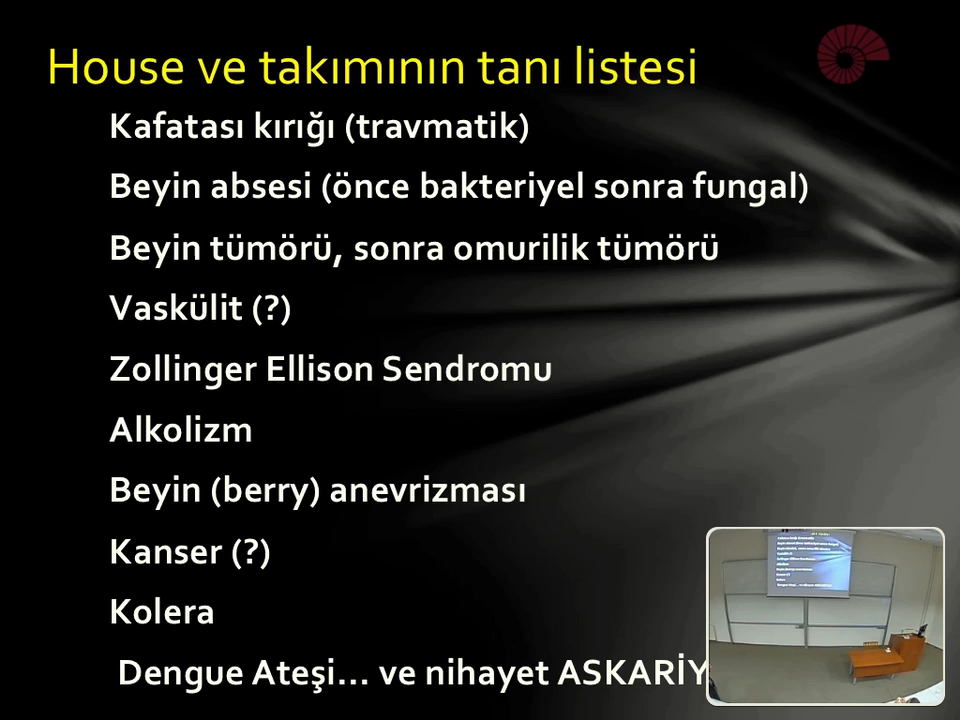 House ve takımının tanı listesi
Kafatası kırığı (travmatik)
Beyin absesi (önce bakteriyel sonra fungal)
Beyin tümörü, sonra omurilik tümörü
Vaskülit (?)
Zollinger Ellison Sendromu
Alkolizm
Beyin (berry) anevrizması
Kanser (?)
Kolera
Dengue Ateşi... ve nihayet ASKARİY